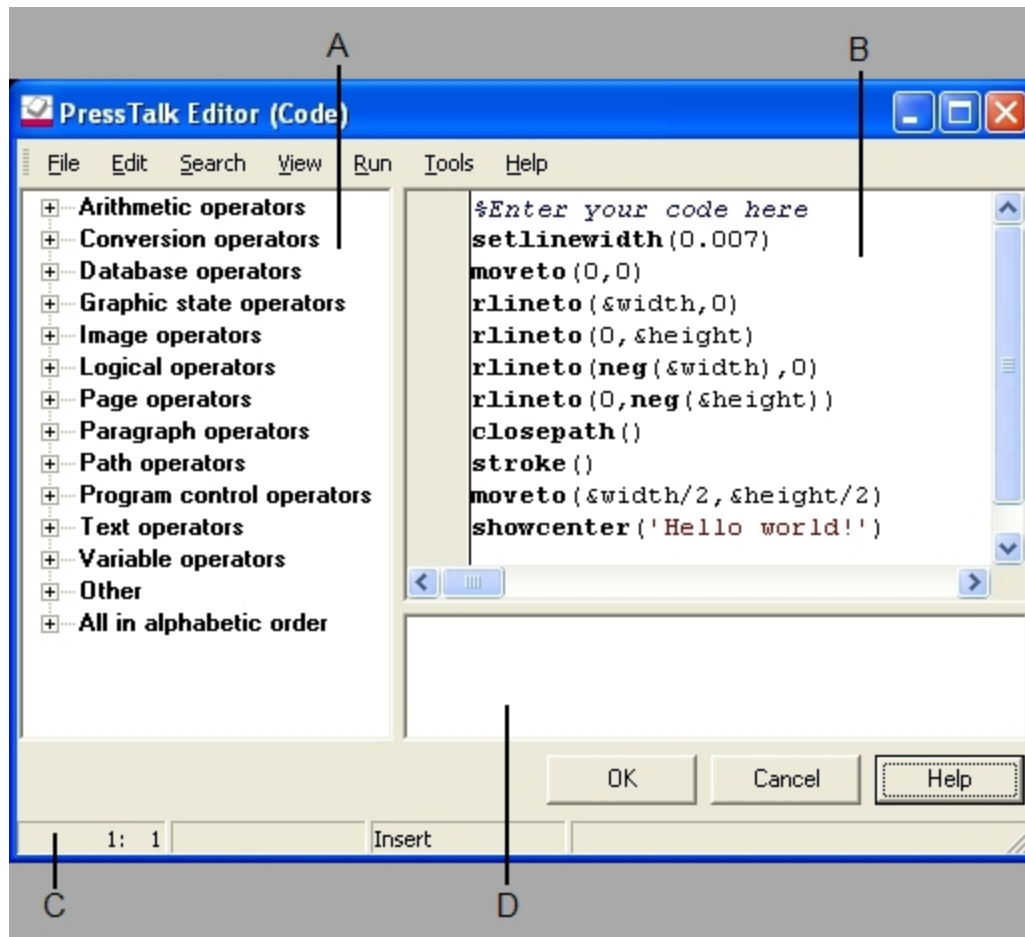 A B
PressTalk Editor (Code)
File Edit Search View Run Tools Help
Arithmetic operators
Conversion operators
Database operators
Graphic state operators
Image operators
Logical operators
Page operators
Paragraph operators
Path operators
Program control operators
Text operators
Variable operators
Other
All in alphabetic order
%Enter your code here
setlinewidth(0.007)
moveto(0,0)
rlineto(&width,0)
rlineto(0,&height)
rlineto(neg(&width),0)
rlineto(0,neg(&height))
closepath()
stroke()
moveto(&width/2,&height/2)
showcenter('Hello world!')
OK Cancel Help
1: 1 Insert
C D